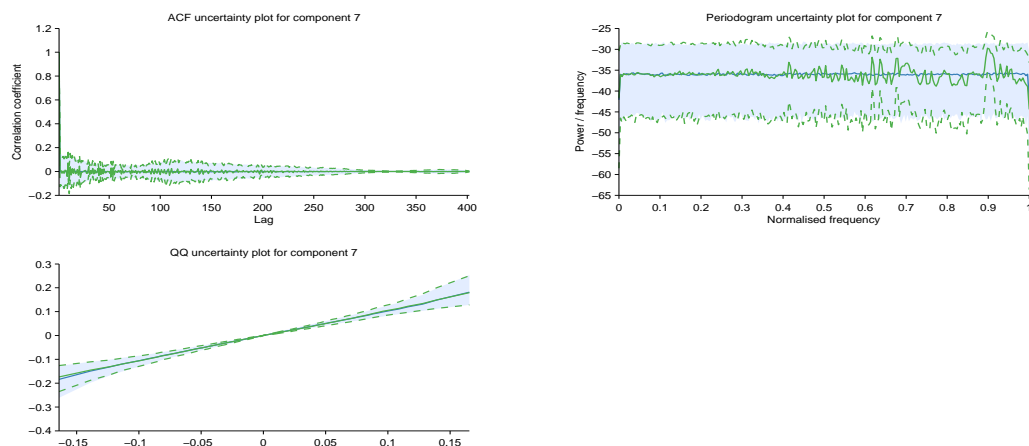 ACF uncertainty plot for component 7
1.2
1
0.8
0.6
0.4
0.2
0
−0.2
Correlation coefficient
50 100 150 200 250 300 350 400
Lag
Periodogram uncertainty plot for component 7
−25
−30
−35
−40
−45
−50
−55
−60
−65
Power / frequency
0 0.1 0.2 0.3 0.4 0.5 0.6 0.7 0.8 0.9 1
Normalised frequency
QQ uncertainty plot for component 7
0.3
0.2
0.1
0
−0.1
−0.2
−0.3
−0.4
−0.15 −0.1 −0.05 0 0.05 0.1 0.15